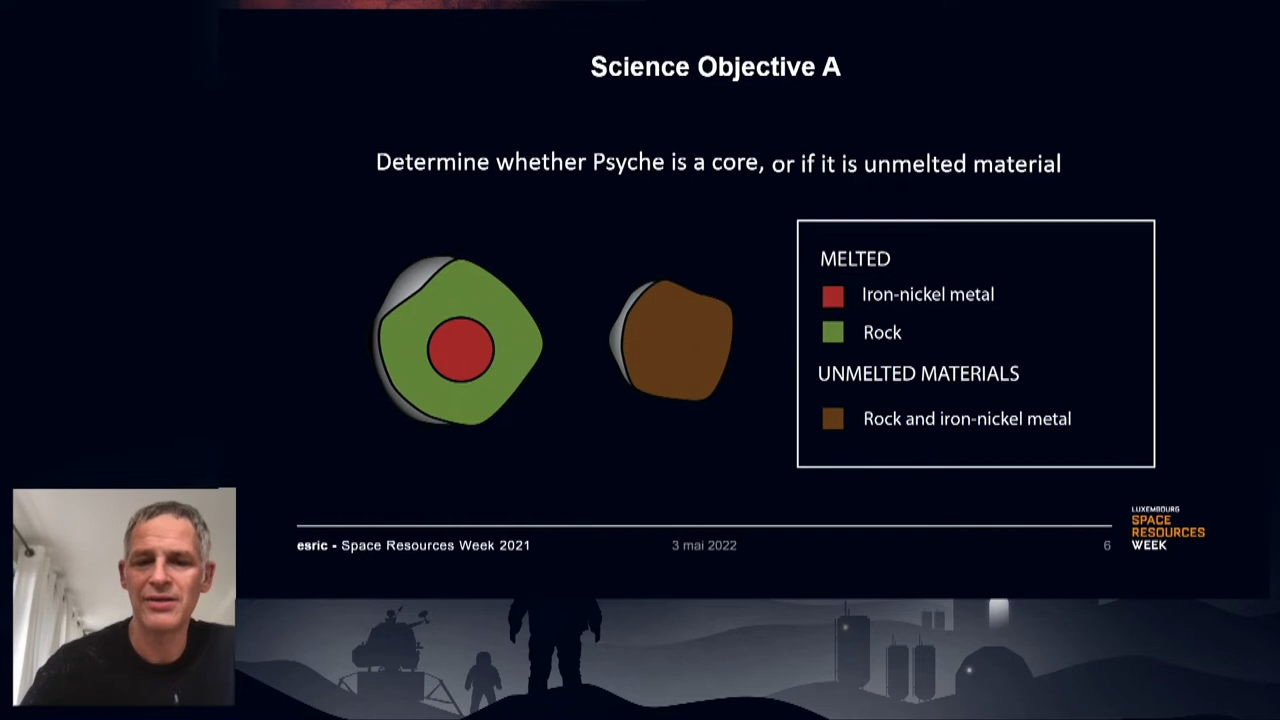 Science Objective A
Determine whether Psyche is a core, or if it is unmelted material
MELTED
Iron-nickel metal
Rock
UNMELTED MATERIALS
Rock and iron-nickel metal
esric - Space Resources Week 2021
3 mai 2022
6
LUXEMBOURG
SPACE
RESOURCES
WEEK